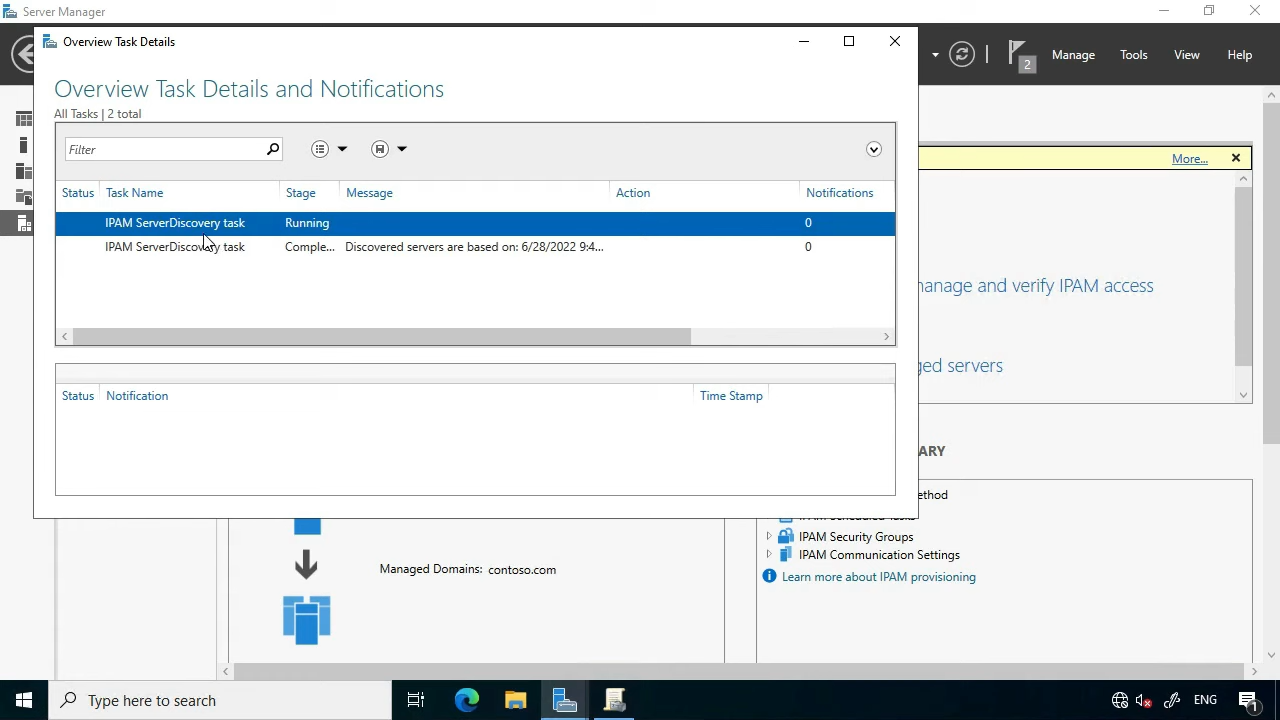 Server Manager
Overview Task Details
2
Manage
Tools
View
Help
Overview Task Details and Notifications
All Tasks | 2 total
Filter
More...
Status
Task Name
Stage
Message
Action
Notifications
IPAM ServerDiscovery task
Running
0
IPAM ServerDiscovery task
Comple...
Discovered servers are based on: 6/28/2022 9:4...
0
anage and verify IPAM access
ged servers
Status
Notification
Time Stamp
ARY
ethod
IPAM Security Groups
IPAM Communication Settings
Managed Domains: contoso.com
Learn more about IPAM provisioning
Type here to search
ENG
1